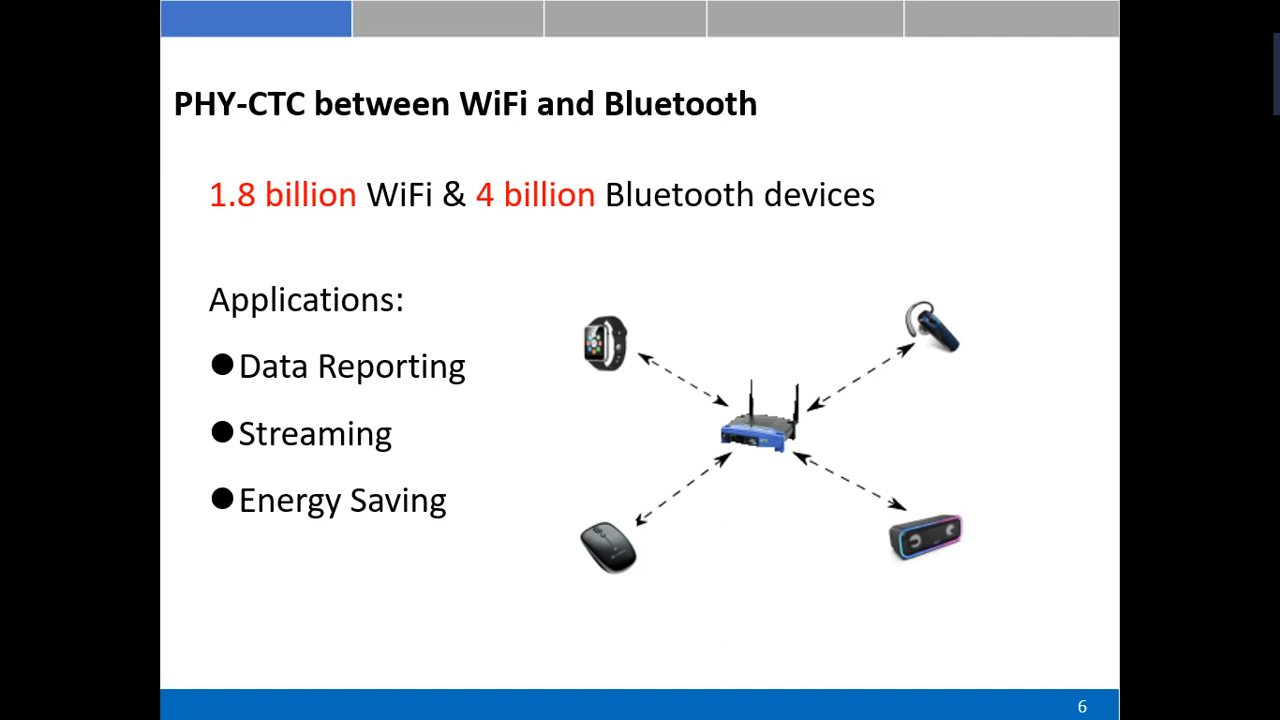 PHY-CTC between WiFi and Bluetooth
1.8 billion WiFi & 4 billion Bluetooth devices
Applications:
●Data Reporting
●Streaming
●Energy Saving
6